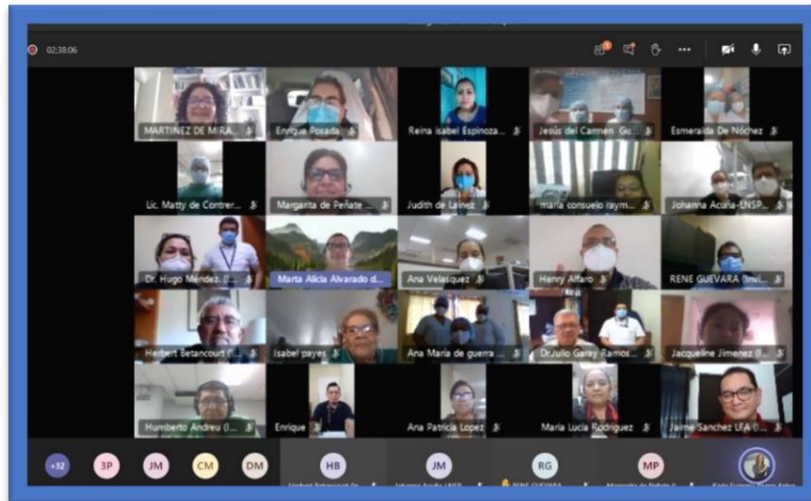 02:38:06
MARTINEZ DE MIRA...
Enrique Posada
Reina Isabel Espinoza...
Jesús del Carmen Gu...
Esmeralda De Nóchez
Lic. Matty de Contrer...
Margarita de Peñate ...
Judith de Laínez
maría consuelo raym...
Johanna Acuña-LNSP...
Dr. Hugo Méndez. (I...
Marta Alicia Alvarado d...
Ana Velasquez
Henry Alfaro
RENE GUEVARA (Invi...
Herbert Betancourt (I...
Isabel payes
Ana María de guerra ...
Dr.Julio Garay Ramos...
Jacqueline Jimenez (I...
Humberto Andreu (I...
Enrique
Ana Patricia Lopez
Maria Lucia Rodriguez
Jaime Sanchez LFA (I...
+32
3P
JM
CM
DM
HB
JM
RG
MP